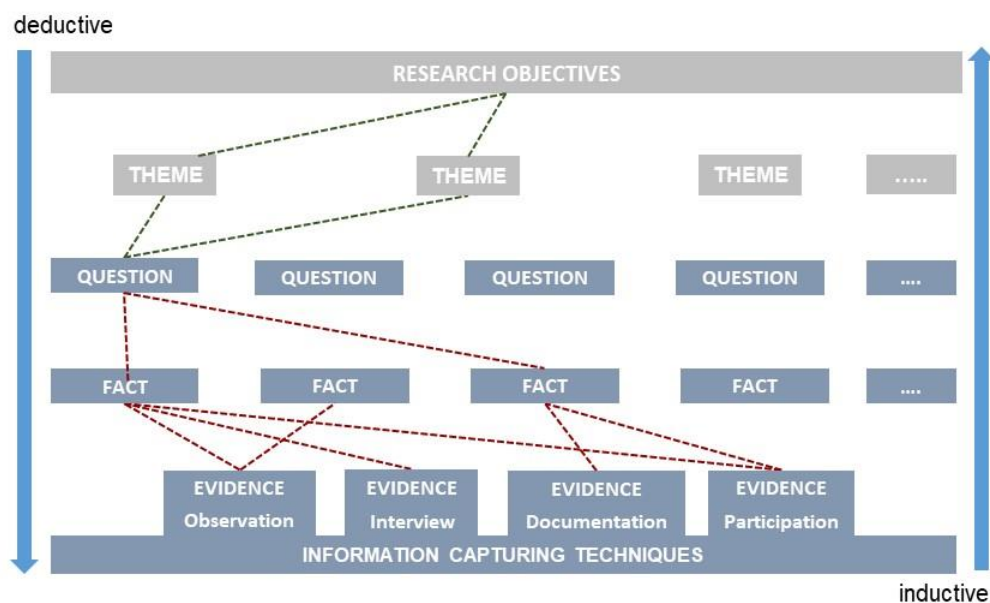 deductive
RESEARCH OBJECTIVES
THEME THEME THEME .....
QUESTION QUESTION QUESTION QUESTION ....
FACT FACT FACT FACT ....
EVIDENCE EVIDENCE EVIDENCE EVIDENCE
Observation Interview Documentation Participation
INFORMATION CAPTURING TECHNIQUES
inductive